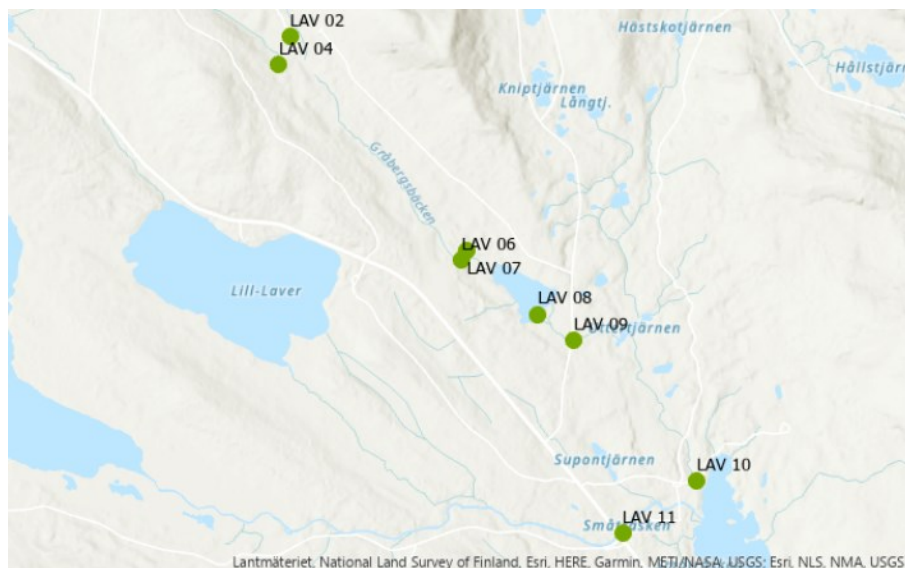 LAV 02
Hästskotjärnen
LAV 04
Kniptjärnen
Långtj.
Gråbergsbäcken
LAV 06
LAV 07
Lill-Laver
LAV 08
LAV 09
Supontjärnen
LAV 10
LAV 11
Lantmäteriet, National Land Survey of Finland, Esri, HERE, Garmin, METI/NASA, USGS; Esri, NLS, NMA, USGS